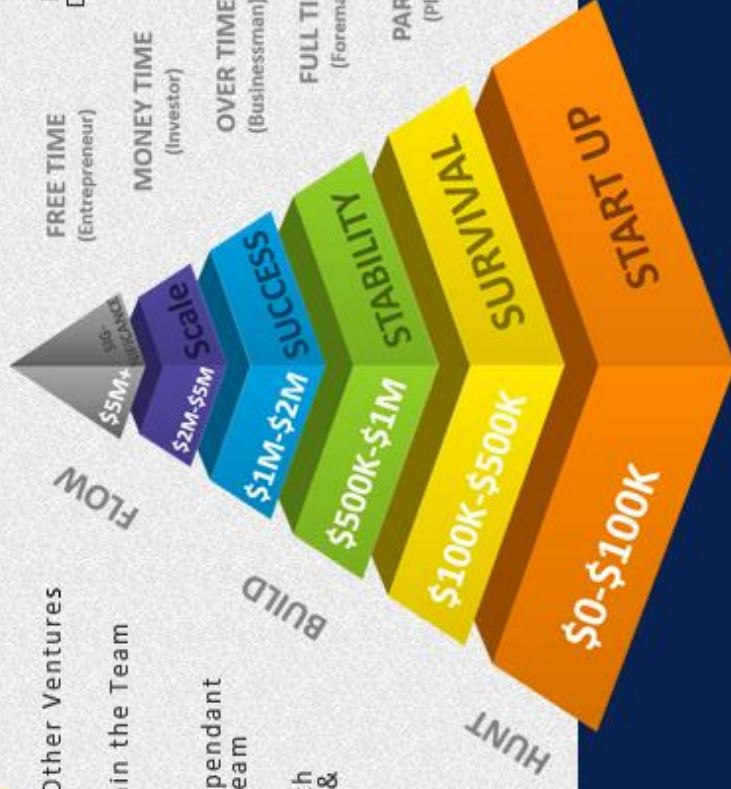 FREE TIME
(Entrepreneur)
MONEY TIME
(Investor)
OVER TIME
(Businessman)
FULL TI
(Forema
PAR
(Pl
SIG-
NIFICANCE
$5M+
Scale
$2M-$5M
SUCCESS
$1M-$2M
STABILITY
$500K-$1M
SURVIVAL
$100K-$500K
START UP
$0-$100K
FLOW
BUILD
HUNT
Other Ventures
in the Team
pendant
eam
h
&